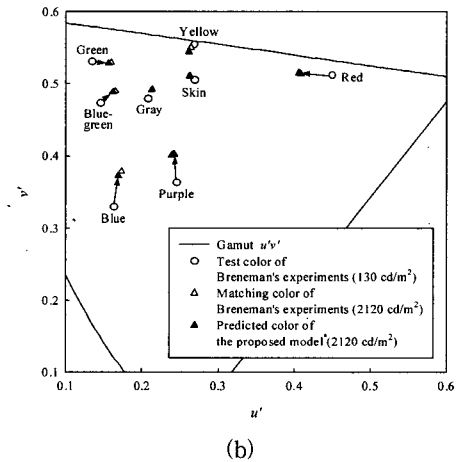 0.6
0.5
0.4
v'
0.3
0.2
0.1
Green
Yellow
Red
Skin
Gray
Blue-
green
Purple
Blue
Gamut u'v'
Test color of
Breneman's experiments (130 cd/m²)
Matching color of
Breneman's experiments (2120 cd/m²)
Predicted color of
the proposed model (2120 cd/m²)
0.1 0.2 0.3 0.4 0.5 0.6
u'
(b)